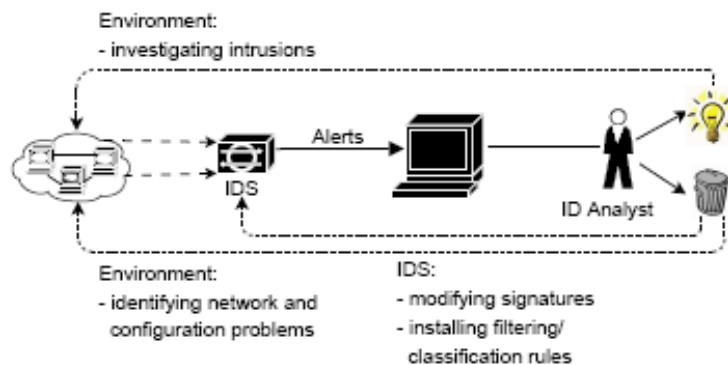 Environment:
- investigating intrusions
Alerts
IDS
ID Analyst
Environment:
- identifying network and
configuration problems
IDS:
- modifying signatures
- installing filtering/
classification rules